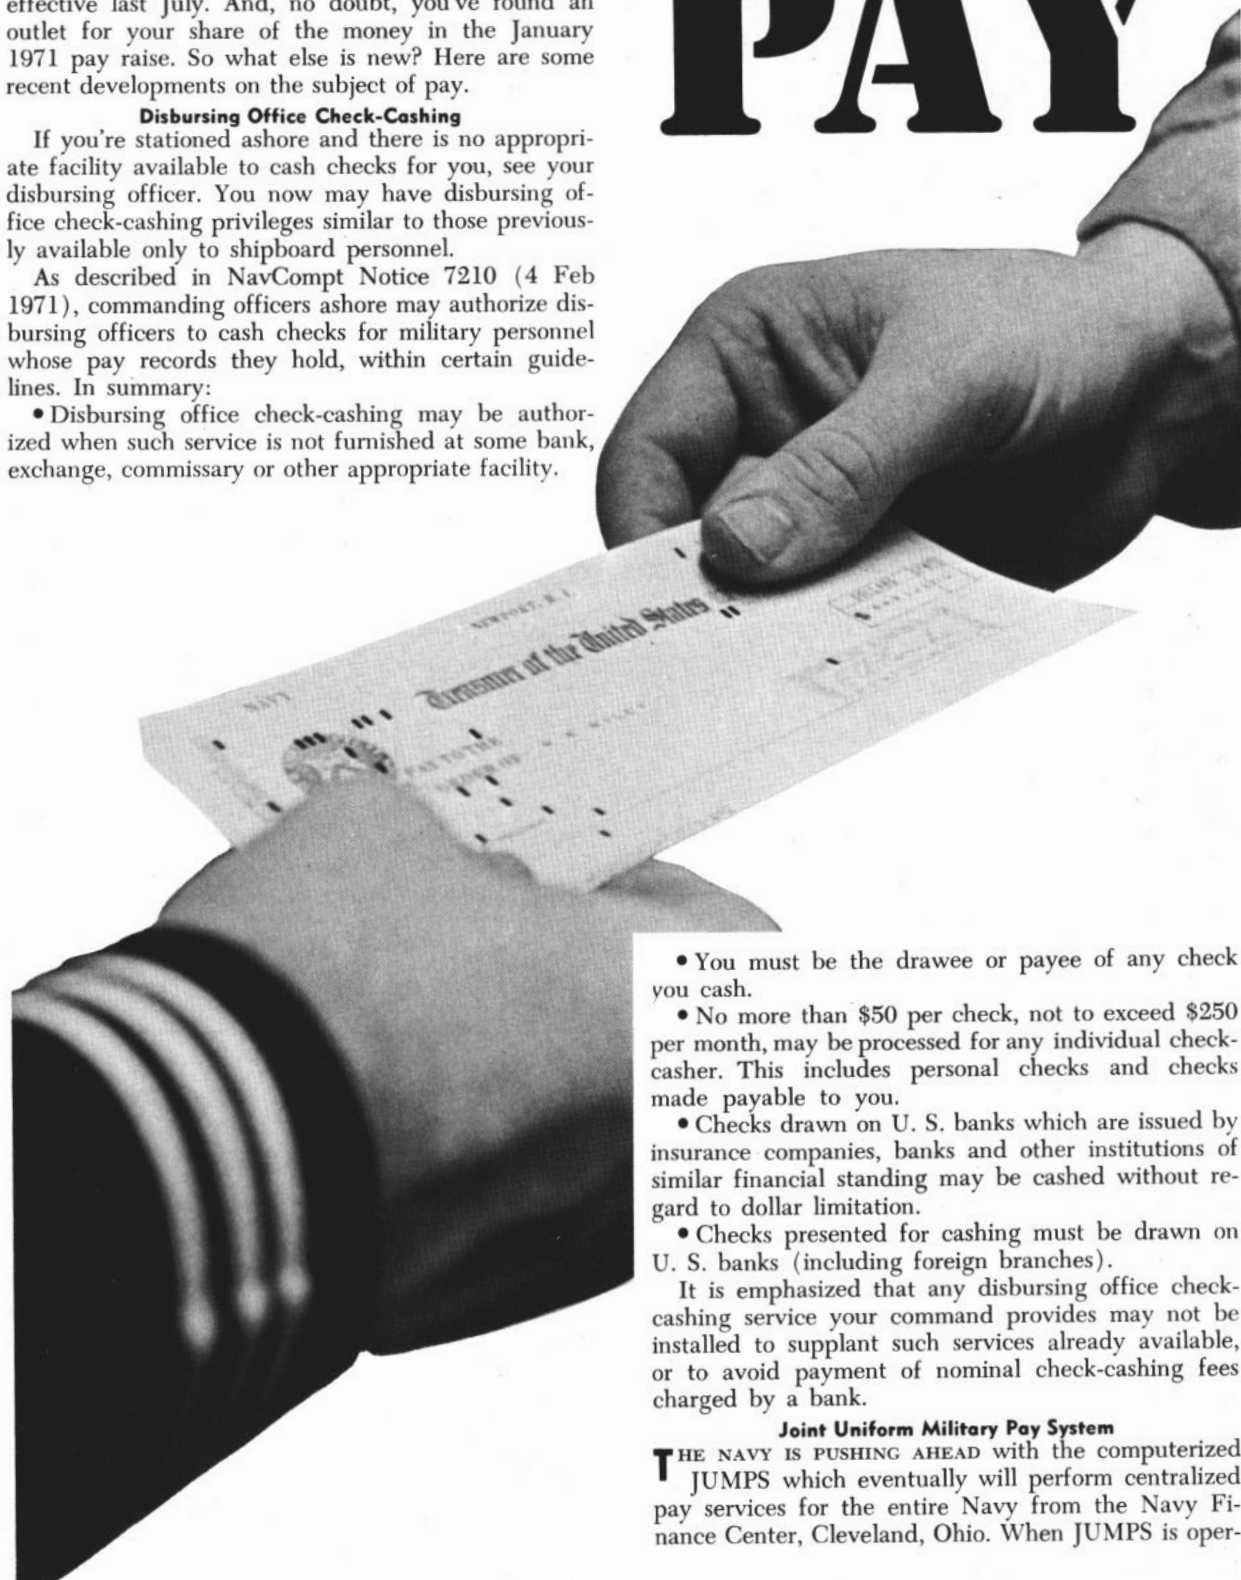 effective last July. And, no doubt, you've found an
outlet for your share of the money in the January
1971 pay raise. So what else is new? Here are some
recent developments on the subject of pay.
Disbursing Office Check-Cashing
If you're stationed ashore and there is no appropri-
ate facility available to cash checks for you, see your
disbursing officer. You now may have disbursing of-
fice check-cashing privileges similar to those previous-
ly available only to shipboard personnel.
As described in NavCompt Notice 7210 (4 Feb
1971), commanding officers ashore may authorize dis-
bursing officers to cash checks for military personnel
whose pay records they hold, within certain guide-
lines. In summary:
• Disbursing office check-cashing may be author-
ized when such service is not furnished at some bank,
exchange, commissary or other appropriate facility.
PAY
NEWPORT, R. I.
Treasurer of the United States
NAVY
PAY TO THE
ORDER OF
• You must be the drawee or payee of any check
you cash.
• No more than $50 per check, not to exceed $250
per month, may be processed for any individual check-
casher. This includes personal checks and checks
made payable to you.
• Checks drawn on U. S. banks which are issued by
insurance companies, banks and other institutions of
similar financial standing may be cashed without re-
gard to dollar limitation.
• Checks presented for cashing must be drawn on
U. S. banks (including foreign branches).
It is emphasized that any disbursing office check-
cashing service your command provides may not be
installed to supplant such services already available,
or to avoid payment of nominal check-cashing fees
charged by a bank.
Joint Uniform Military Pay System
THE NAVY IS PUSHING AHEAD with the computerized
JUMPS which eventually will perform centralized
pay services for the entire Navy from the Navy Fi-
nance Center, Cleveland, Ohio. When JUMPS is oper-